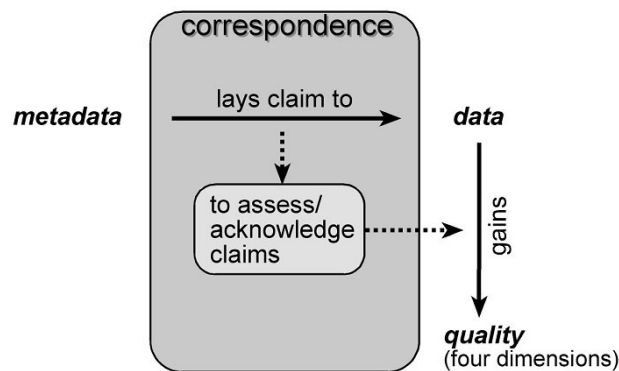 correspondence
lays claim to
metadata
data
to assess/
acknowledge
claims
gains
quality
(four dimensions)